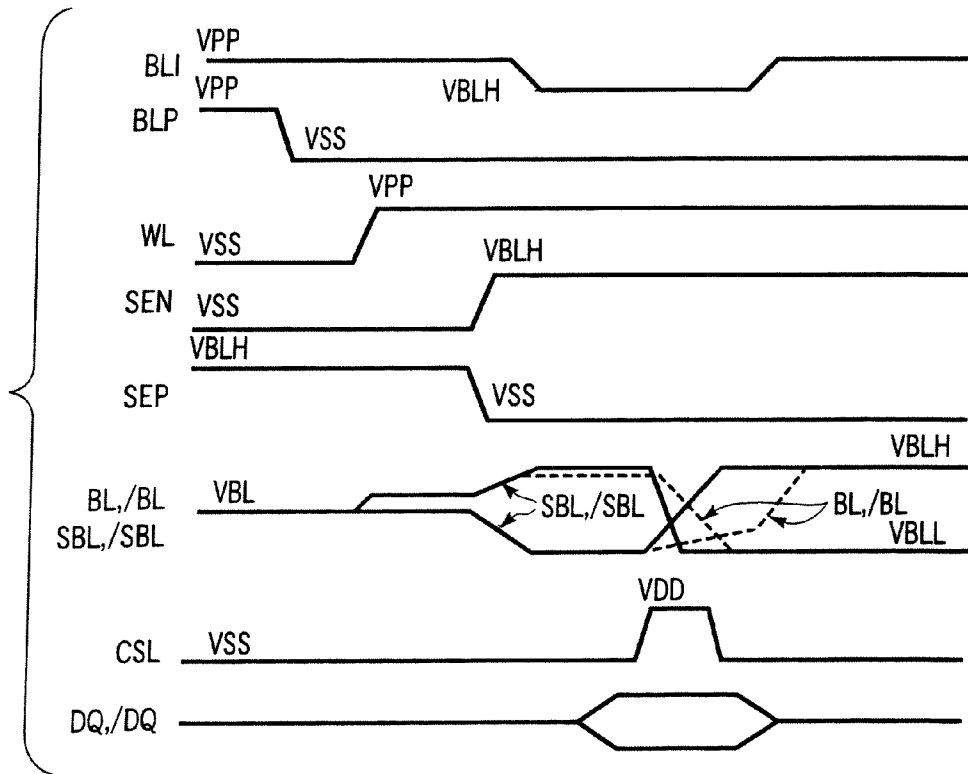 VPP
BLI
VBLH
VPP
BLP
VSS
VPP
WL
VSS
VBLH
SEN
VSS
VBLH
SEP
VSS
VBLH
BL,/BL
VBL
SBL,/SBL
BL,/BL
SBL,/SBL
VBLL
VDD
CSL
VSS
DQ,/DQ